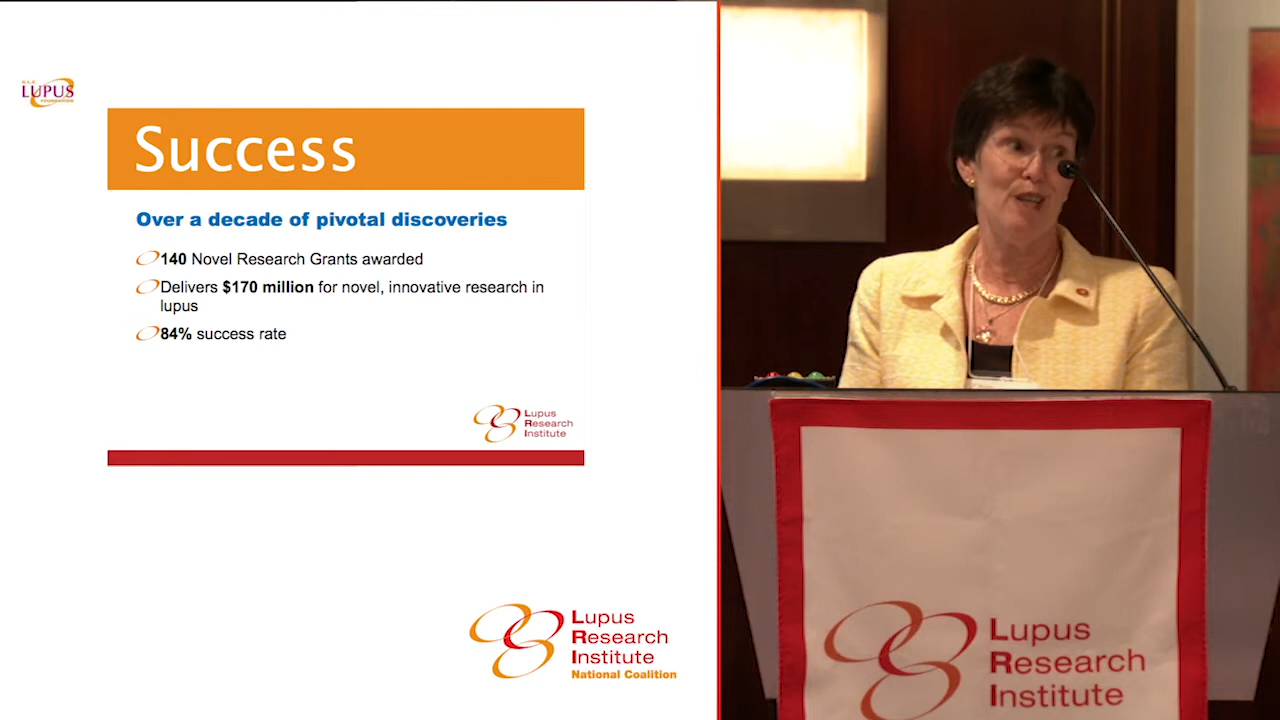 S.L.E.
LUPUS
FOUNDATION
Success
Over a decade of pivotal discoveries
140 Novel Research Grants awarded
Delivers $170 million for novel, innovative research in
lupus
84% success rate
Lupus
Research
Institute
Lupus
Research
Institute
National Coalition
Lupus
Research
Institute